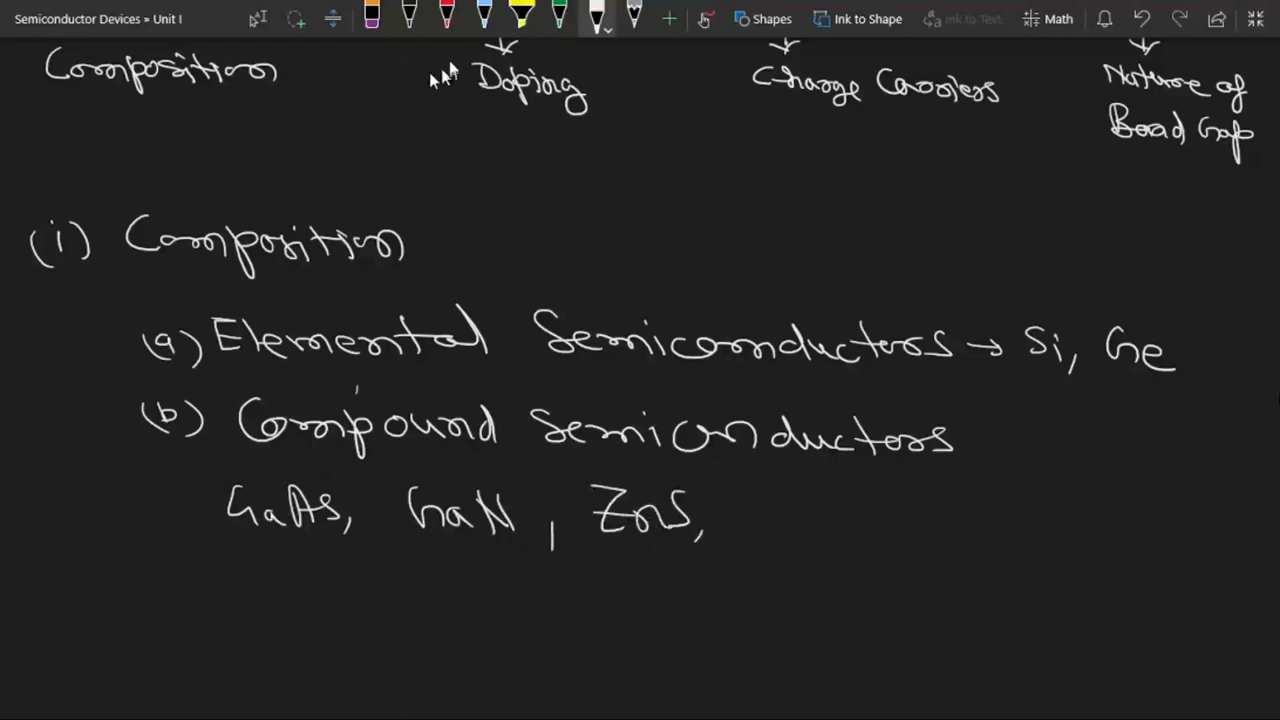 Semiconductor Devices » Unit I
Shapes
Ink to Shape
Ink to Text
Math
Composition
Doping
Charge Carriers
Nature of
Band Gap
(i) Composition
(a) Elemental Semiconductors → Si, Ge
(b) Compound Semiconductors
GaAs, GaN, ZnS,